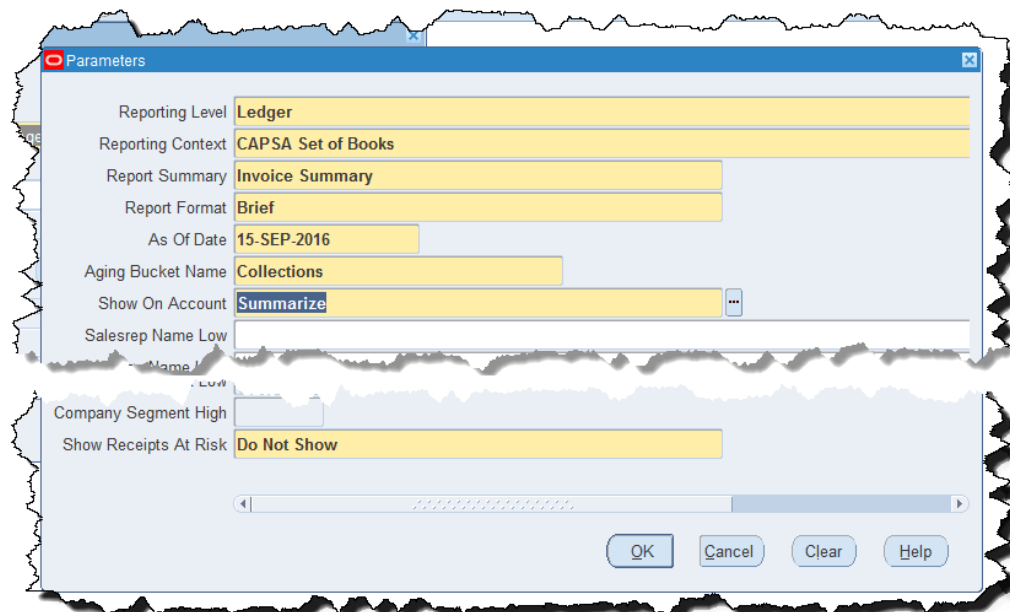 Parameters
Reporting Level Ledger
Reporting Context CAPSA Set of Books
Report Summary Invoice Summary
Report Format Brief
As Of Date 15-SEP-2016
Aging Bucket Name Collections
Show On Account Summarize ...
Salesrep Name Low
Name
Low
Company Segment High
Show Receipts At Risk Do Not Show
OK Cancel Clear Help